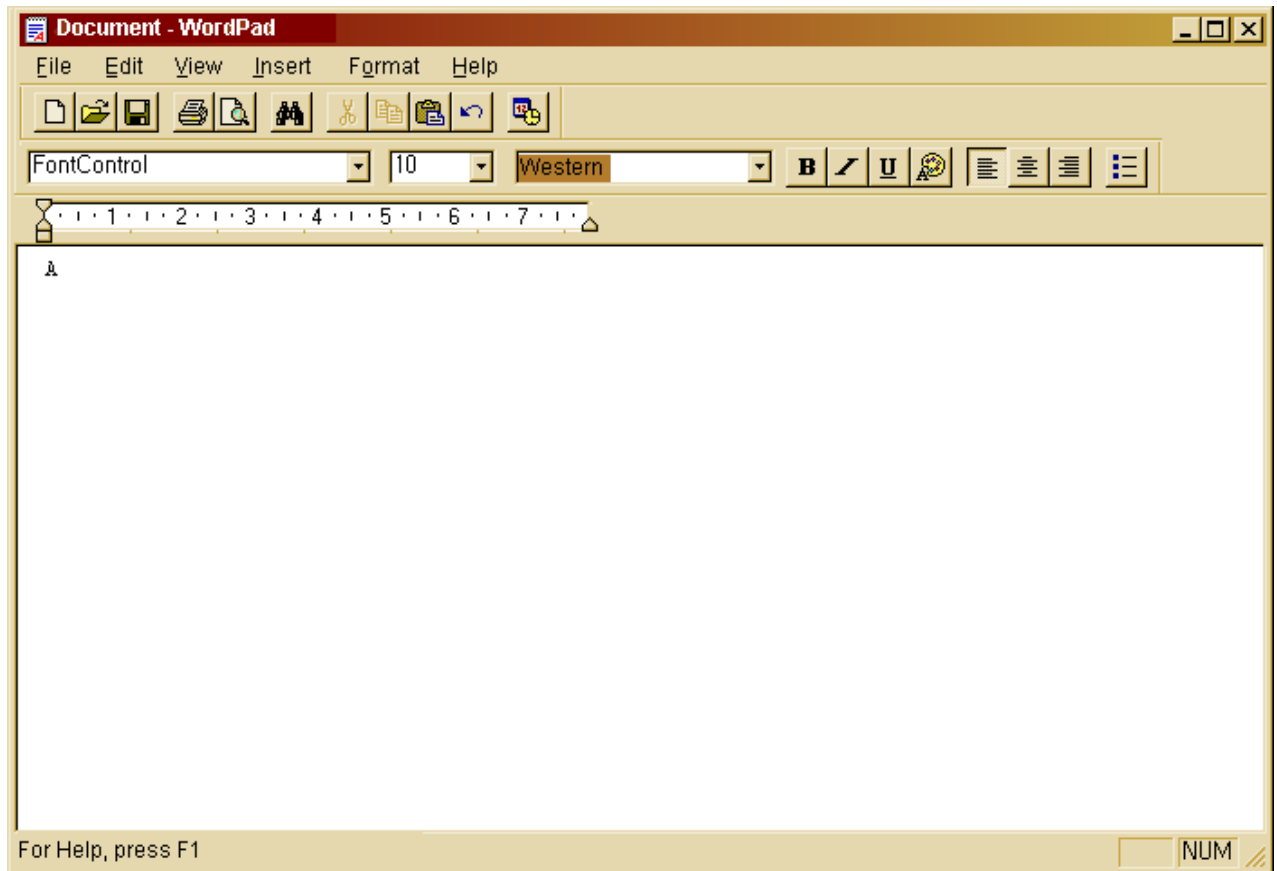 Document - WordPad
File Edit View Insert Format Help
FontControl 10 Western B I U
1 2 3 4 5 6 7
A
For Help, press F1 NUM